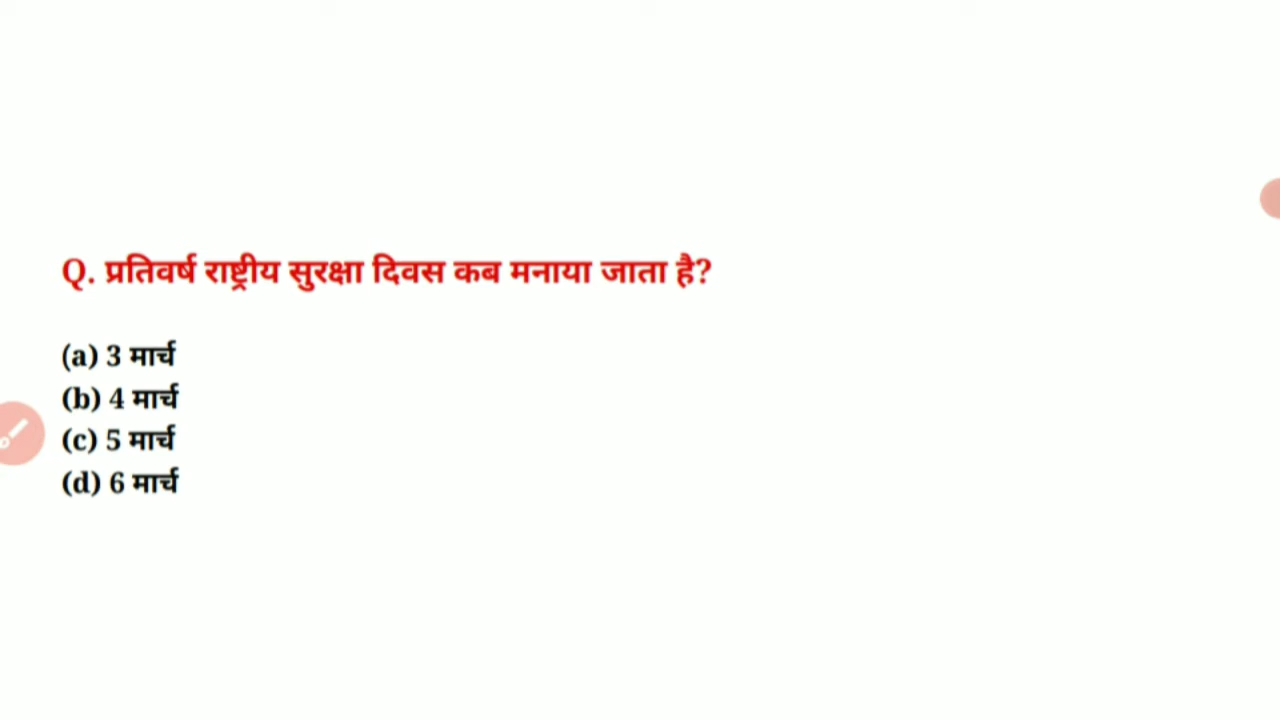 Q. प्रतिवर्ष राष्ट्रीय सुरक्षा दिवस कब मनाया जाता है?
(a) 3 मार्च
(b) 4 मार्च
(c) 5 मार्च
(d) 6 मार्च